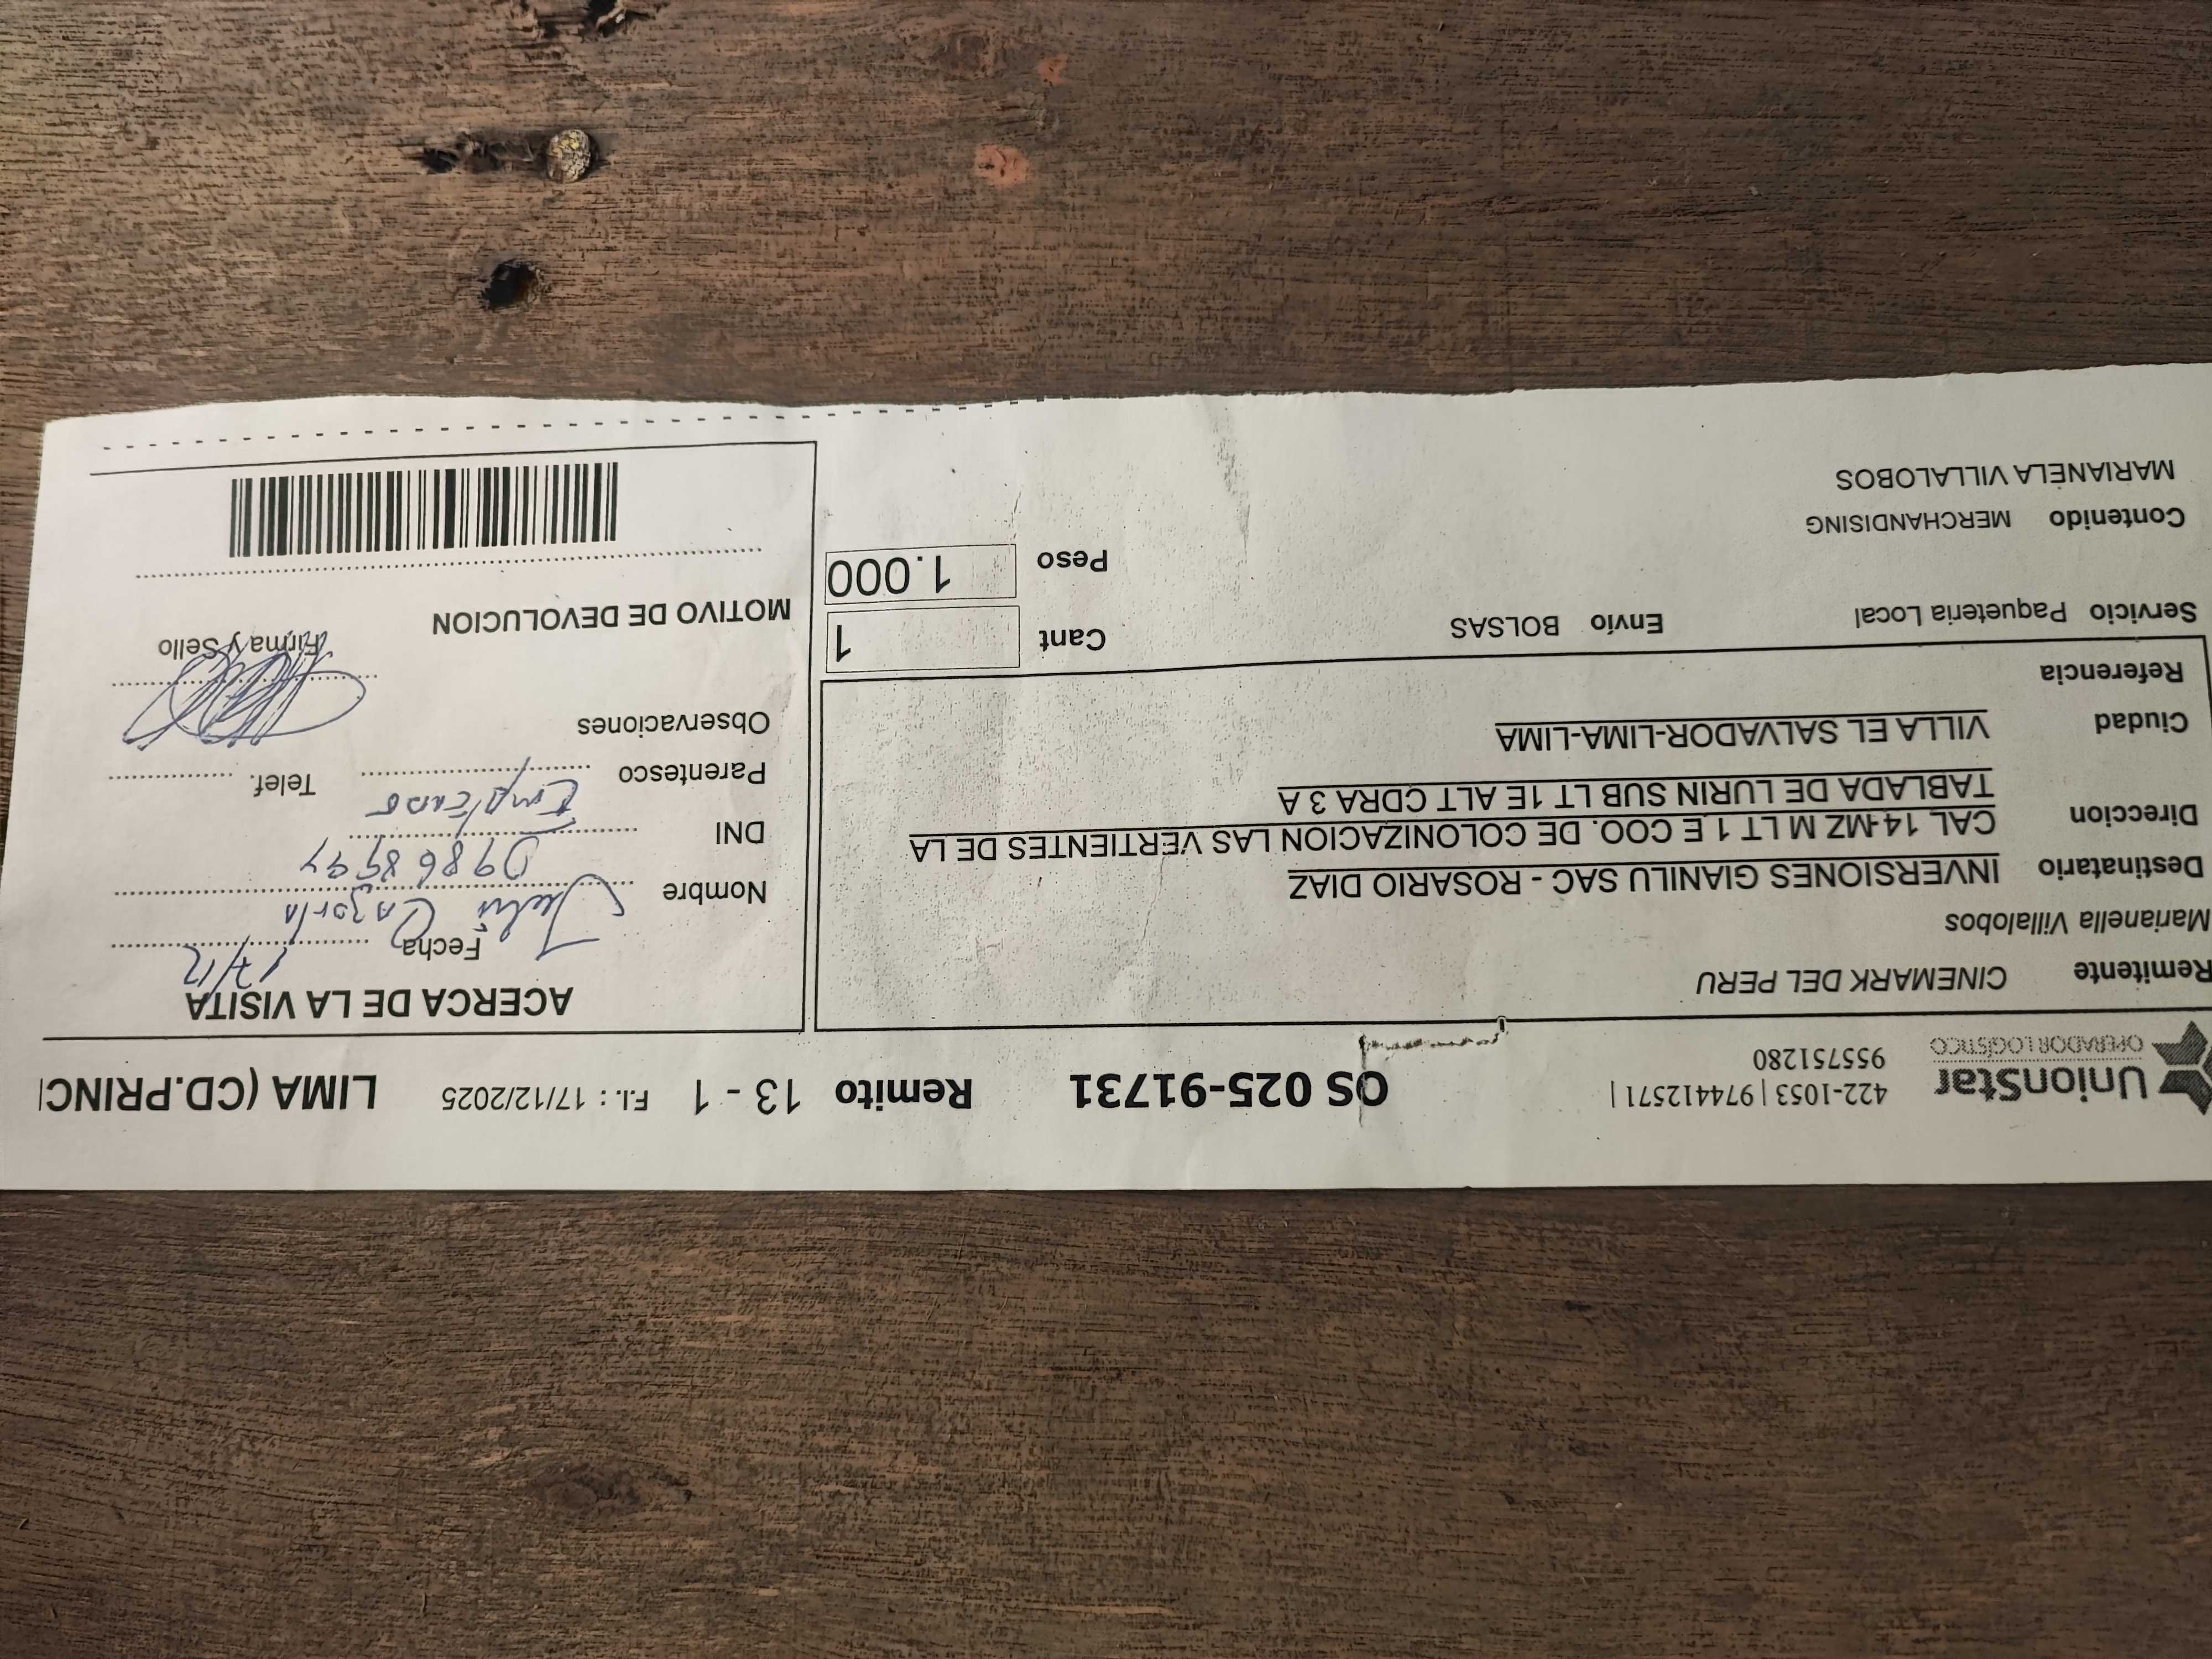 UnionStar
OPERADOR LOGÍSTICO
422-1053 | 974412571 |
955751280
OS 025-91731 Remito 13 - 1 F.I. : 17/12/2025 LIMA (CD.PRINC
Remitente CINEMARK DEL PERU
Marianella Villalobos
Destinatario INVERSIONES GIANILU SAC - ROSARIO DIAZ
Direccion CAL 14-MZ M LT 1 E COO. DE COLONIZACION LAS VERTIENTES DE LA
TABLADA DE LURIN SUB LT 1E ALT CDRA 3 A
Ciudad VILLA EL SALVADOR-LIMA-LIMA
Referencia
Servicio Paqueteria Local Envío BOLSAS Cant 1
Peso 1.000
Contenido MERCHANDISING
MARIANELA VILLALOBOS
ACERCA DE LA VISITA
Fecha 17/12
Nombre Cazorla
DNI
Parentesco Empleado Telef.
Observaciones
Firma y Sello
MOTIVO DE DEVOLUCION